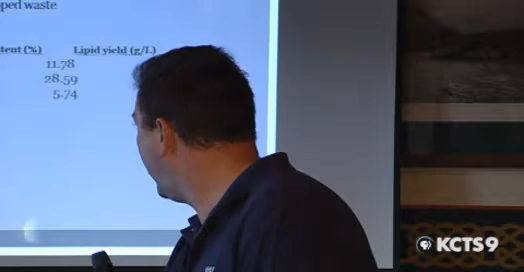 ped waste
tent (%) Lipid yield (g/L)
11.78
28.59
5.74
KCTS9